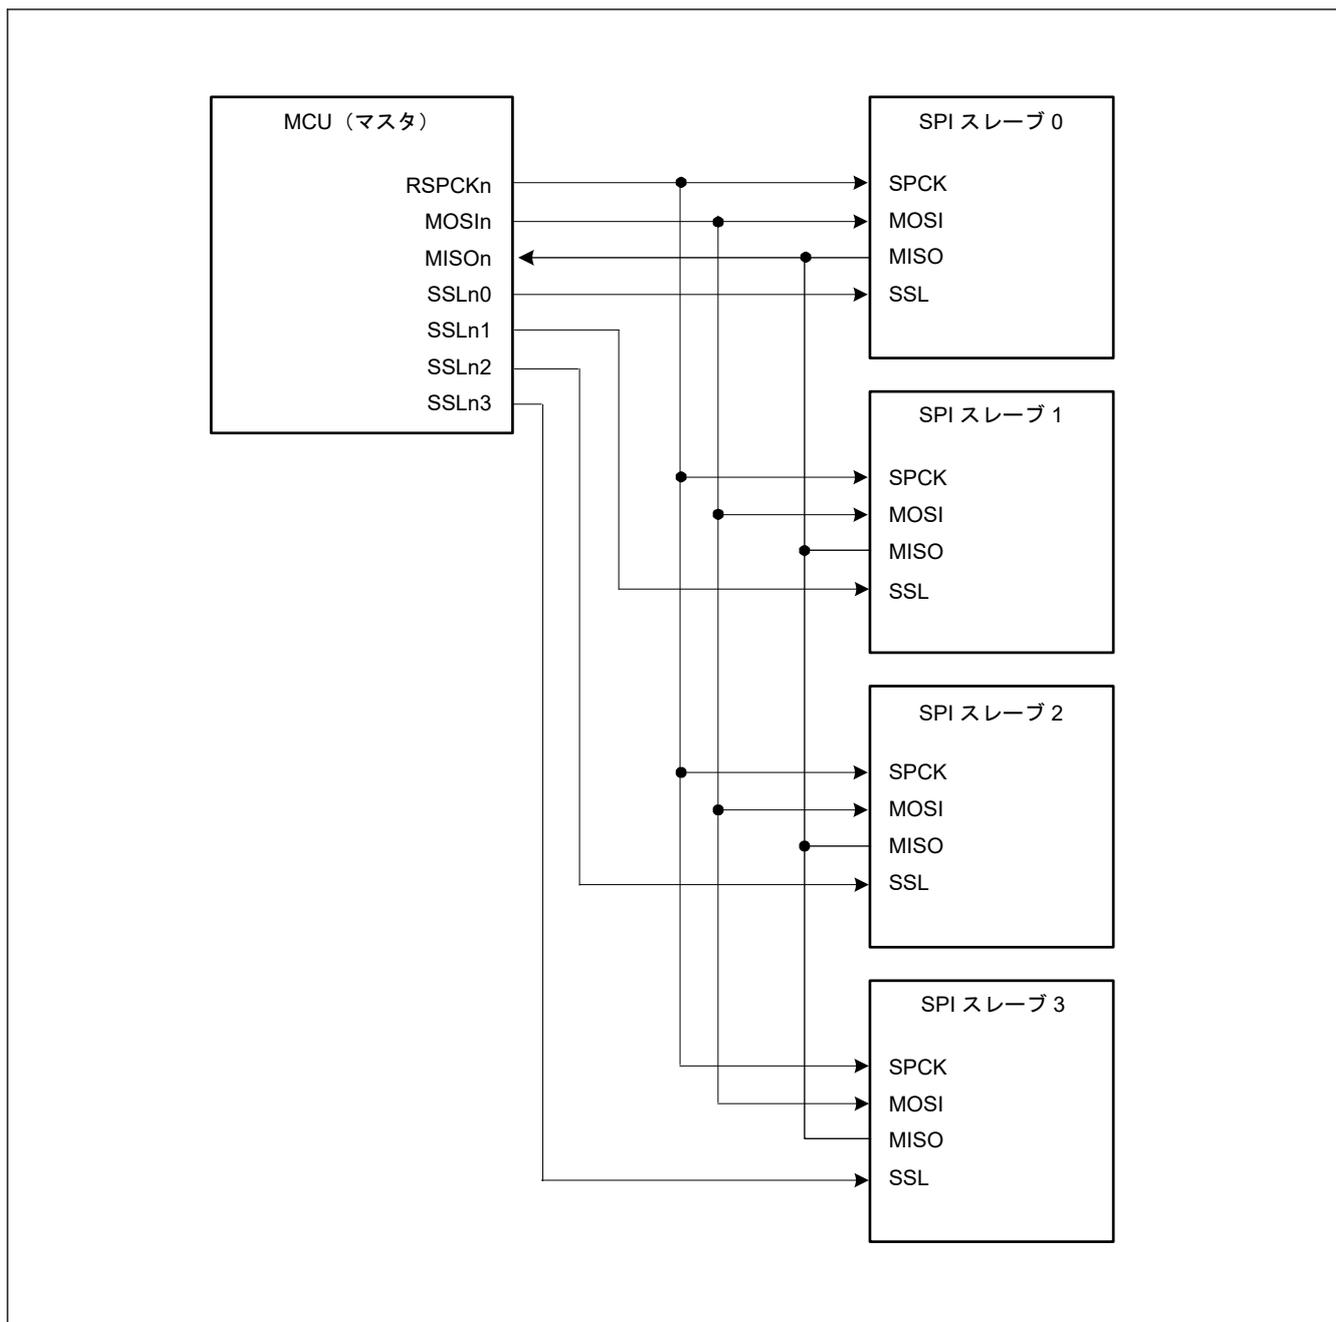 MCU（マスタ）
RSPCKn
MOSIn
MISOn
SSLn0
SSLn1
SSLn2
SSLn3
SPI スレーブ 0
SPCK
MOSI
MISO
SSL
SPI スレーブ 1
SPCK
MOSI
MISO
SSL
SPI スレーブ 2
SPCK
MOSI
MISO
SSL
SPI スレーブ 3
SPCK
MOSI
MISO
SSL